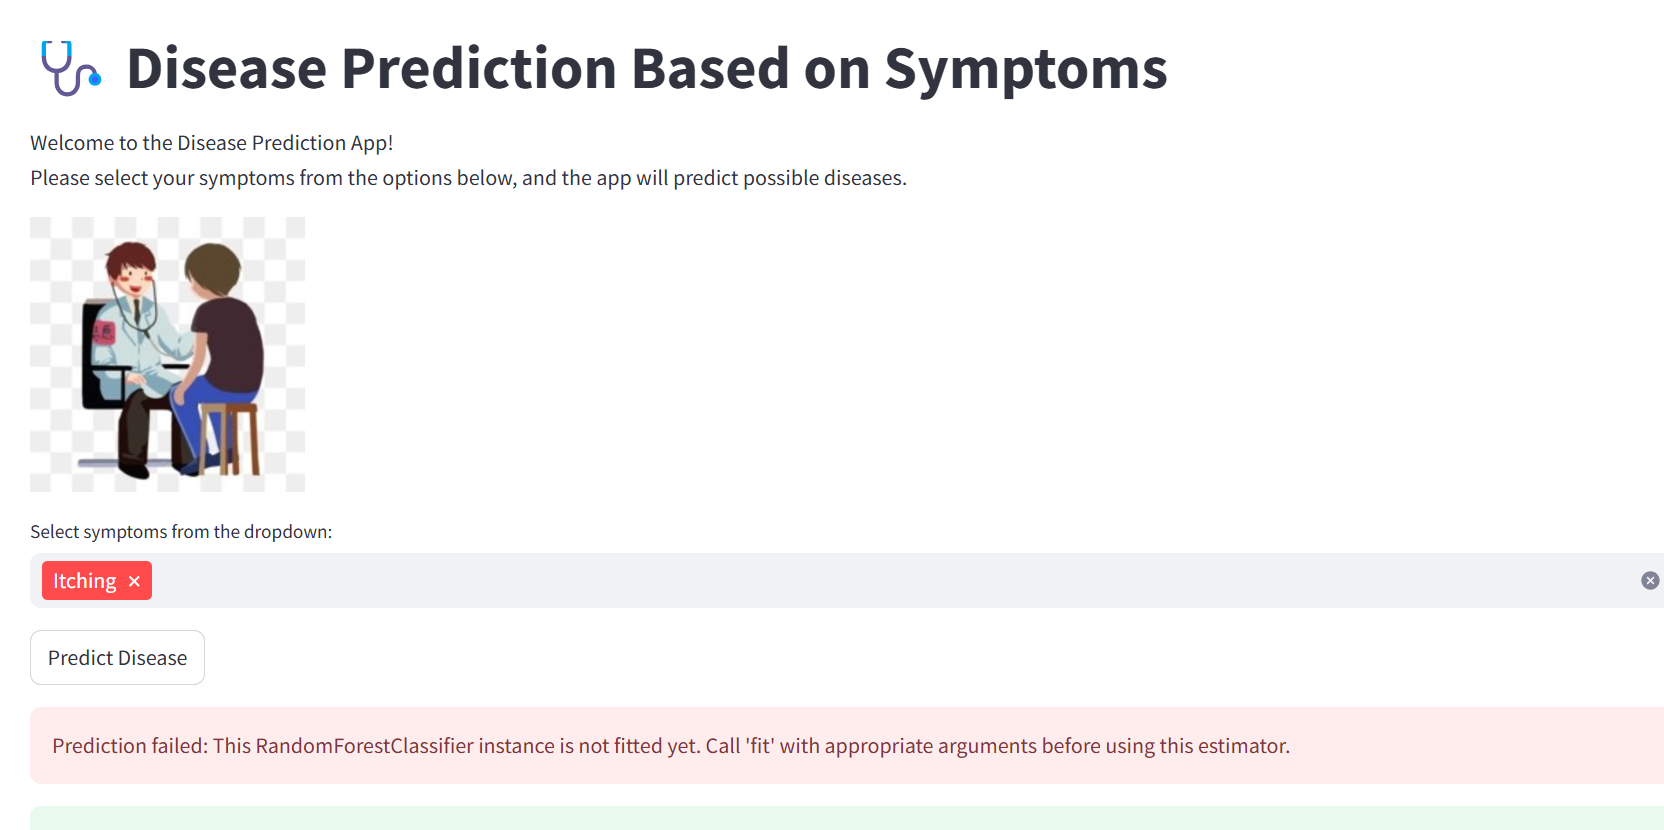 Disease Prediction Based on Symptoms
Welcome to the Disease Prediction App!
Please select your symptoms from the options below, and the app will predict possible diseases.
Select symptoms from the dropdown:
Itching ×
Predict Disease
Prediction failed: This RandomForestClassifier instance is not fitted yet. Call 'fit' with appropriate arguments before using this estimator.